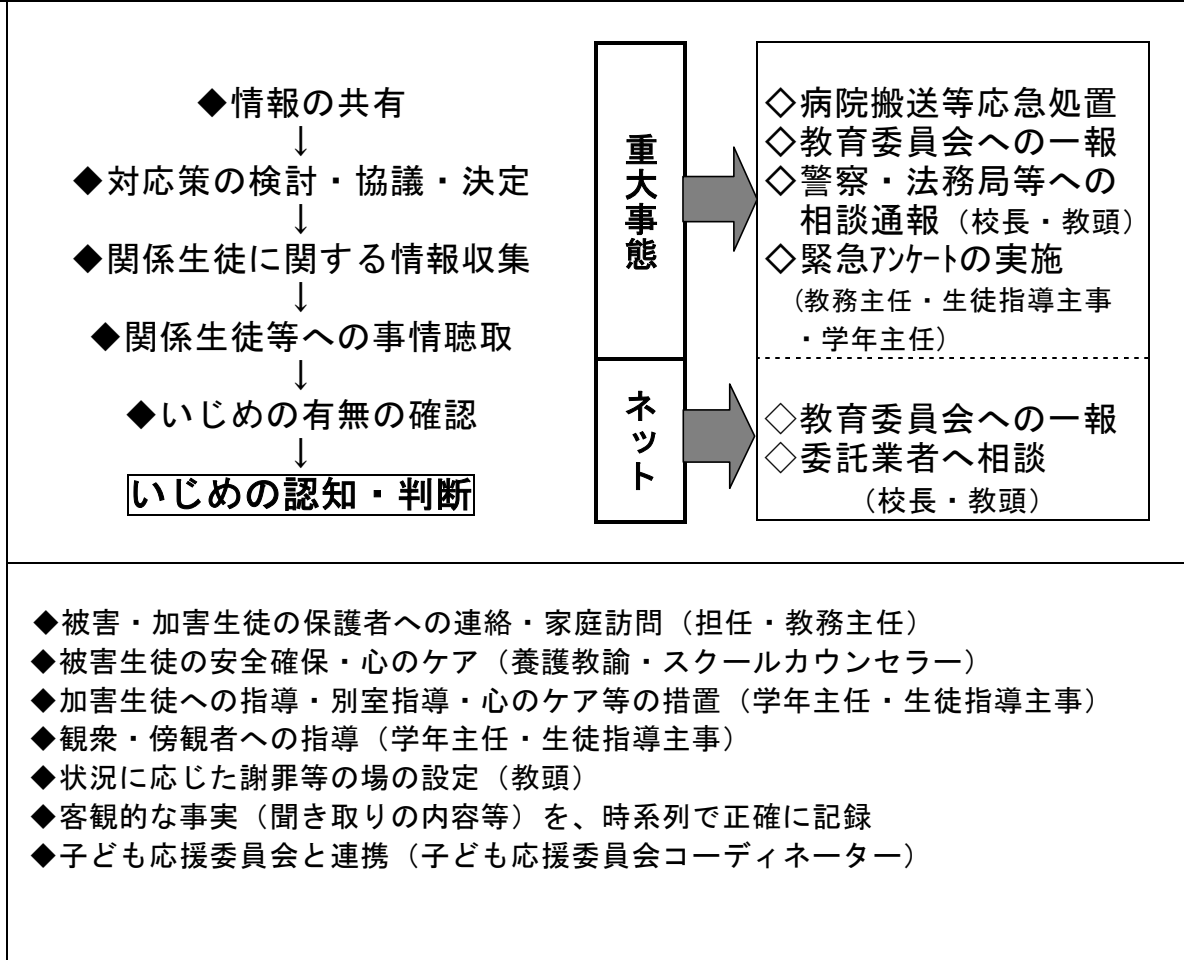 ◆情報の共有
↓
◆対応策の検討・協議・決定
↓
◆関係生徒に関する情報収集
↓
◆関係生徒等への事情聴取
↓
◆いじめの有無の確認
↓
いじめの認知・判断
重大事態
◇病院搬送等応急処置
◇教育委員会への一報
◇警察・法務局等への
相談通報（校長・教頭）
◇緊急ｱﾝｹｰﾄの実施
（教務主任・生徒指導主事
・学年主任）
ネット
◇教育委員会への一報
◇委託業者へ相談
（校長・教頭）
◆被害・加害生徒の保護者への連絡・家庭訪問（担任・教務主任）
◆被害生徒の安全確保・心のケア（養護教諭・スクールカウンセラー）
◆加害生徒への指導・別室指導・心のケア等の措置（学年主任・生徒指導主事）
◆観衆・傍観者への指導（学年主任・生徒指導主事）
◆状況に応じた謝罪等の場の設定（教頭）
◆客観的な事実（聞き取りの内容等）を、時系列で正確に記録
◆子ども応援委員会と連携（子ども応援委員会コーディネーター）